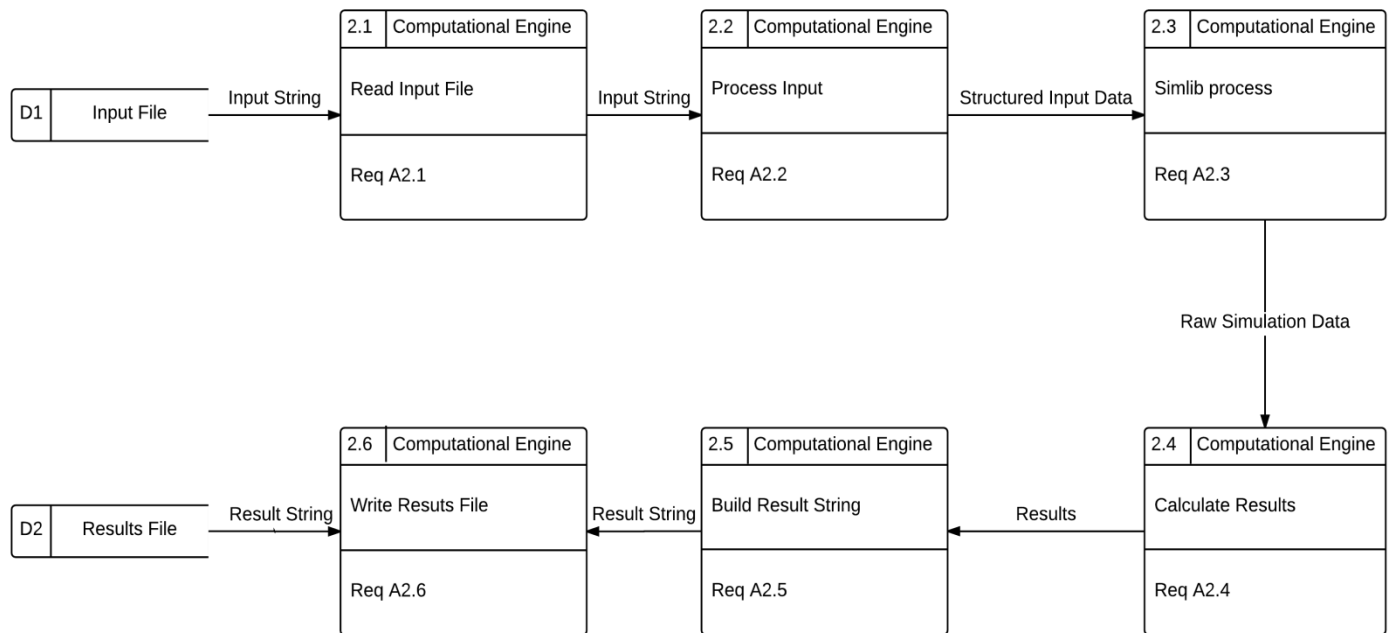 2.1 Computational Engine
2.2 Computational Engine
2.3 Computational Engine
Read Input File
Process Input
Simlib process
Input String
Input String
Structured Input Data
D1 Input File
Req A2.1
Req A2.2
Req A2.3
Raw Simulation Data
2.6 Computational Engine
2.5 Computational Engine
2.4 Computational Engine
Write Resuts File
Build Result String
Calculate Results
Result String
Result String
Results
D2 Results File
Req A2.6
Req A2.5
Req A2.4